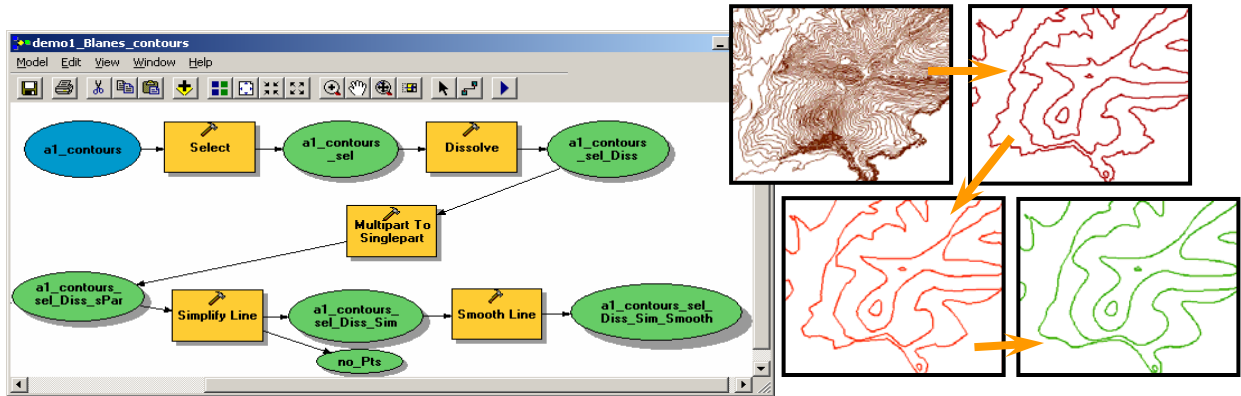 demo1_Blanes_contours
Model Edit View Window Help
a1_contours
Select
a1_contours
_sel
Dissolve
a1_contours
_sel_Diss
Multipart To
Singlepart
a1_contours_
sel_Diss_sPar
Simplify Line
a1_contours_
sel_Diss_Sim
Smooth Line
a1_contours_sel_
Diss_Sim_Smooth
no_Pts